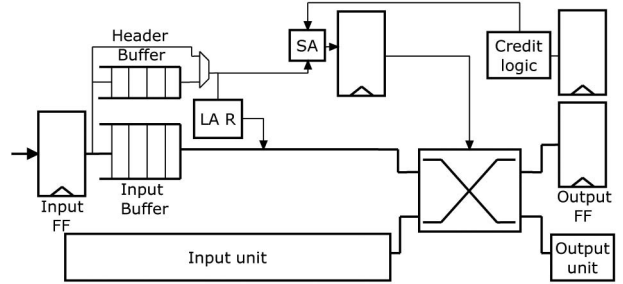 Header
Buffer
SA
Credit
logic
LA R
Input
FF
Input
Buffer
Output
FF
Input unit
Output
unit